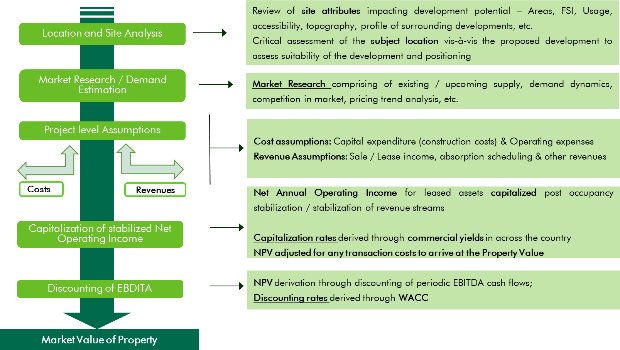 Location and Site Analysis
Review of site attributes impacting development potential – Areas, FSI, Usage,
accessibility, topography, profile of surrounding developments, etc.
Critical assessment of the subject location vis-à-vis the proposed development to
assess suitability of the development and positioning
Market Research / Demand
Estimation
Market Research comprising of existing / upcoming supply, demand dynamics,
competition in market, pricing trend analysis, etc.
Project level Assumptions
Costs
Revenues
Cost assumptions: Capital expenditure (construction costs) & Operating expenses
Revenue Assumptions: Sale / Lease income, absorption scheduling & other revenues
Capitalization of stabilized Net
Operating Income
Net Annual Operating Income for leased assets capitalized post occupancy
stabilization / stabilization of revenue streams
Capitalization rates derived through commercial yields in across the country
NPV adjusted for any transaction costs to arrive at the Property Value
Discounting of EBDITA
NPV derivation through discounting of periodic EBITDA cash flows;
Discounting rates derived through WACC
Market Value of Property